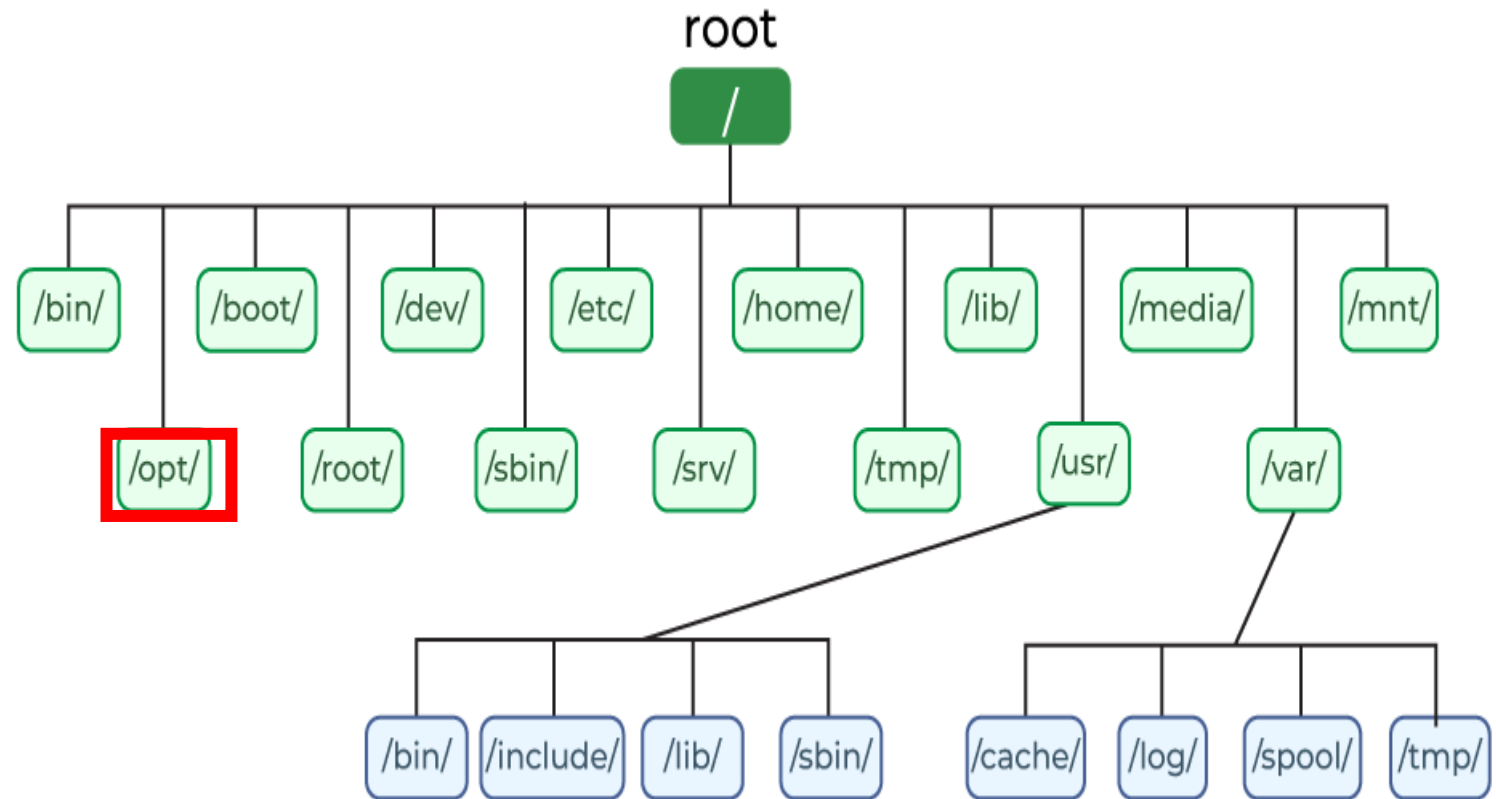 root
/
/bin/ /boot/ /dev/ /etc/ /home/ /lib/ /media/ /mnt/
/opt/ /root/ /sbin/ /srv/ /tmp/ /usr/ /var/
/bin/ /include/ /lib/ /sbin/ /cache/ /log/ /spool/ /tmp/